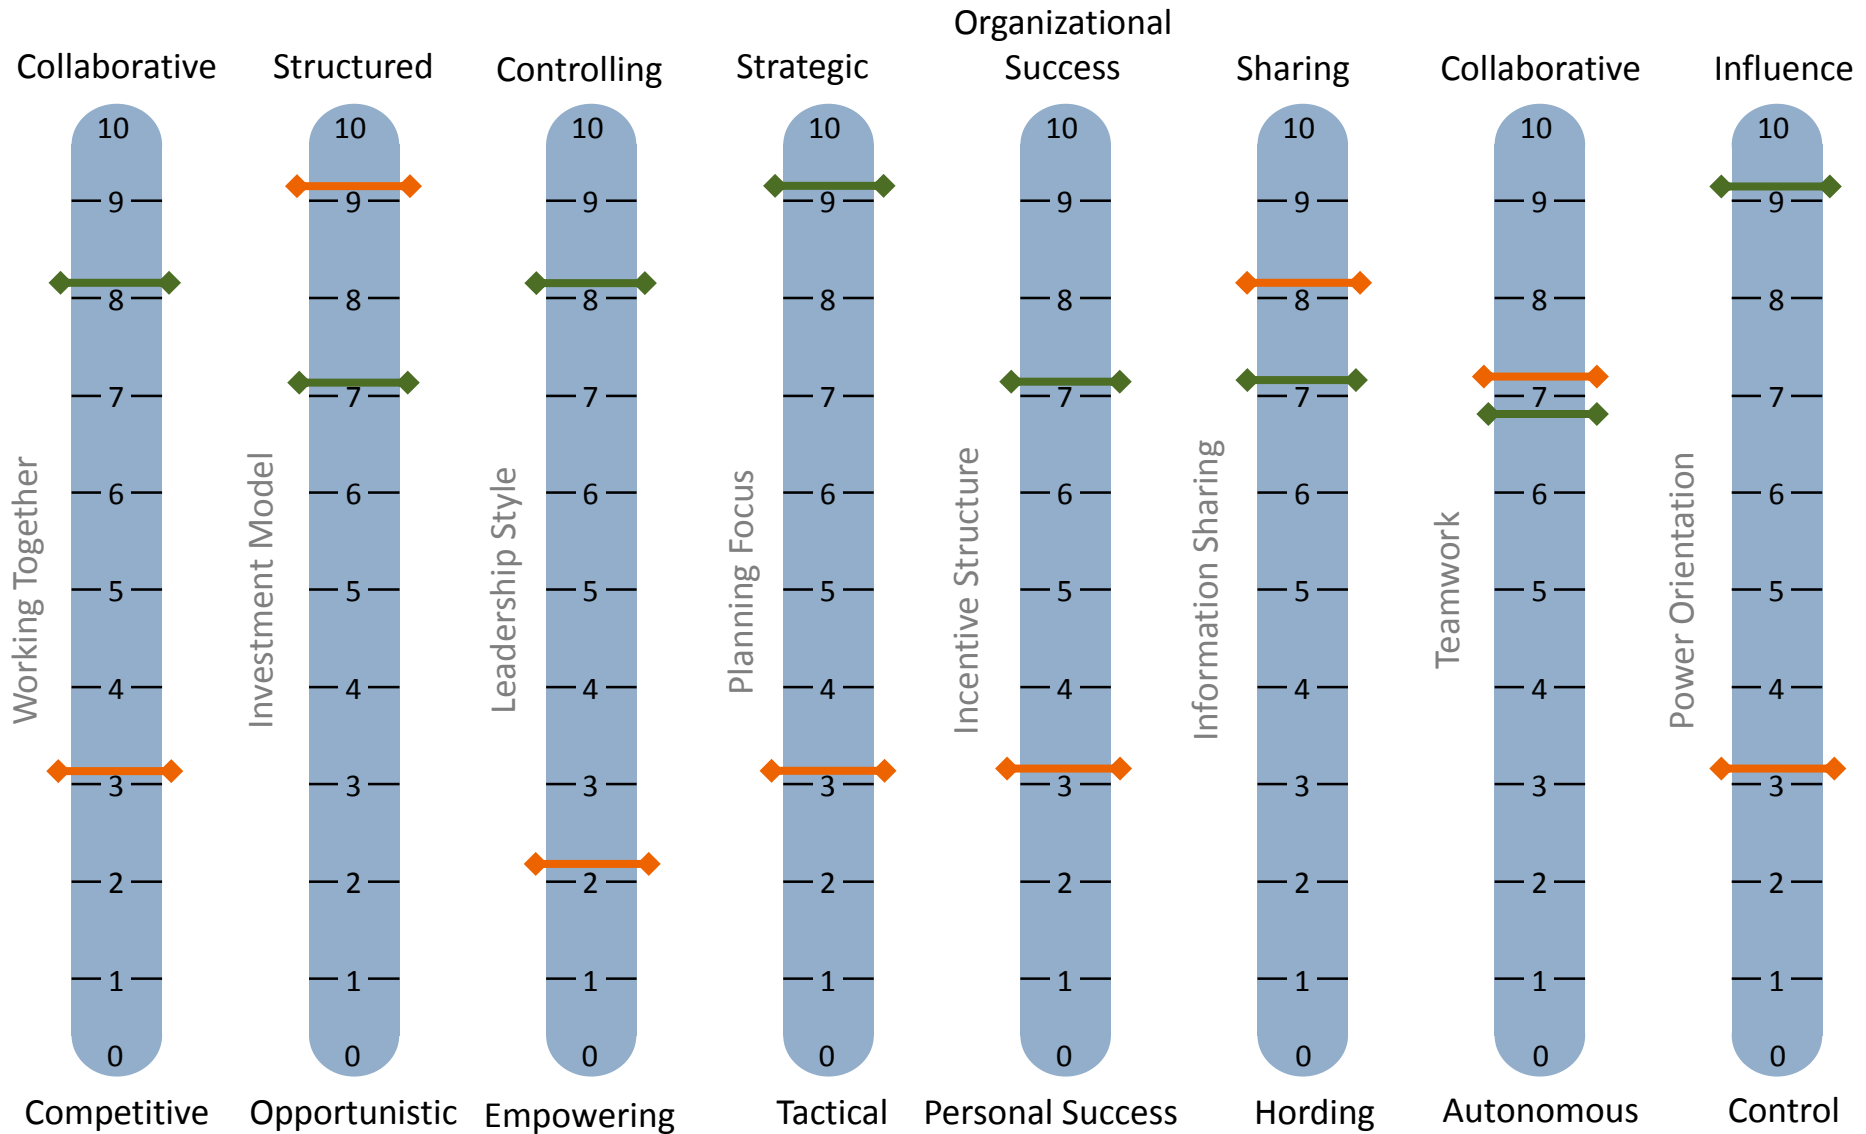 Collaborative
Structured
Controlling
Strategic
Organizational
Success
Sharing
Collaborative
Influence
10 10 10 10 10 10 10 10
9 9 9 9 9 9 9 9
8 8 8 8 8 8 8 8
7 7 7 7 7 7 7 7
6 6 6 6 6 6 6 6
5 5 5 5 5 5 5 5
4 4 4 4 4 4 4 4
3 3 3 3 3 3 3 3
2 2 2 2 2 2 2 2
1 1 1 1 1 1 1 1
0 0 0 0 0 0 0 0
Working Together
Investment Model
Leadership Style
Planning Focus
Incentive Structure
Information Sharing
Teamwork
Power Orientation
Competitive
Opportunistic
Empowering
Tactical
Personal Success
Hording
Autonomous
Control